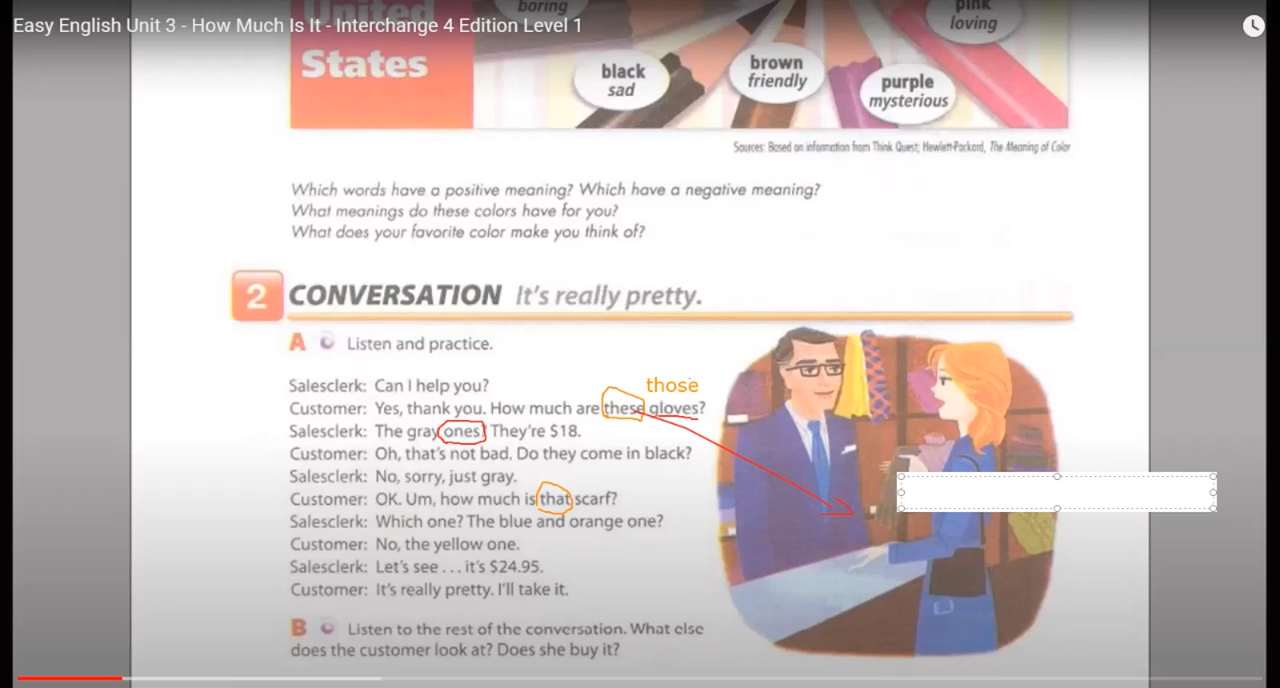 Easy English Unit 3 - How Much Is It - Interchange 4 Edition Level 1
boring
pink
loving
United
States
black
sad
brown
friendly
purple
mysterious
Sources: Based on information from Think Quest; Hewlett-Packard, The Meaning of Color
Which words have a positive meaning? Which have a negative meaning?
What meanings do these colors have for you?
What does your favorite color make you think of?
2 CONVERSATION It's really pretty.
A Listen and practice.
Salesclerk: Can I help you?
those
Customer: Yes, thank you. How much are these gloves?
Salesclerk: The gray ones? They're $18.
Customer: Oh, that's not bad. Do they come in black?
Salesclerk: No, sorry, just gray.
Customer: OK. Um, how much is that scarf?
Salesclerk: Which one? The blue and orange one?
Customer: No, the yellow one.
Salesclerk: Let's see . . . it's $24.95.
Customer: It's really pretty. I'll take it.
B Listen to the rest of the conversation. What else
does the customer look at? Does she buy it?